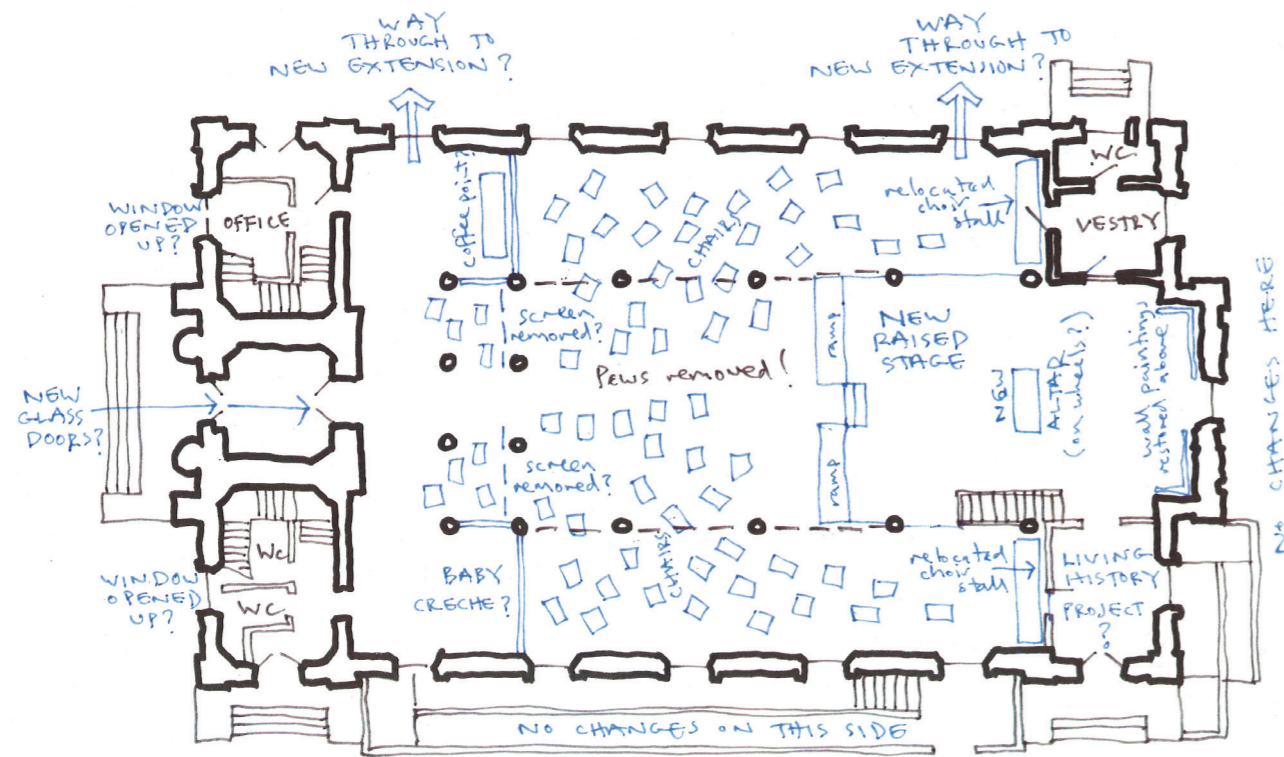 WAY
THROUGH TO
NEW EXTENSION?
WAY
THROUGH TO
NEW EXTENSION?
WINDOW
OPENED
UP?
OFFICE
coffee point?
CHAIRS
relocated
choir
stall
WC
VESTRY
screen
removed?
Pews removed!
ramp
NEW
RAISED
STAGE
NEW
ALTAR
(on wheels?)
wall paintings
restored above
NO CHANGES HERE
NEW
GLASS
DOORS?
screen
removed?
ramp
WC
WC
WINDOW
OPENED
UP?
BABY
CRECHE?
CHAIRS
relocated
choir
stall
LIVING
HISTORY
PROJECT
?
NO CHANGES ON THIS SIDE